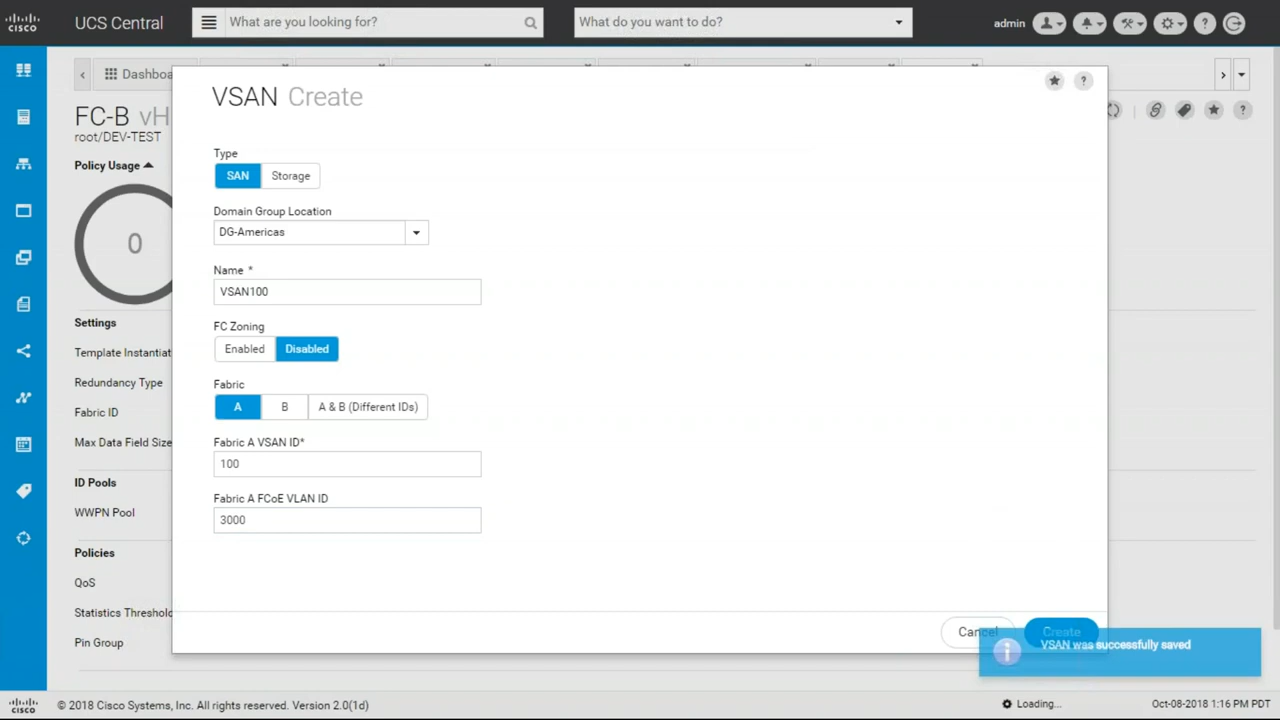 cisco
UCS Central
What are you looking for?
What do you want to do?
admin
Dashboa
FC-B vH
root/DEV-TEST
Policy Usage
0
Settings
Template Instantiat
Redundancy Type
Fabric ID
Max Data Field Size
ID Pools
WWPN Pool
Policies
QoS
Statistics Threshold
Pin Group
VSAN Create
Type
SAN
Storage
Domain Group Location
DG-Americas
Name *
VSAN100
FC Zoning
Enabled
Disabled
Fabric
A
B
A & B (Different IDs)
Fabric A VSAN ID*
100
Fabric A FCoE VLAN ID
3000
Cancel
Create
VSAN was successfully saved
cisco
© 2018 Cisco Systems, Inc. All rights reserved. Version 2.0(1d)
Loading...
Oct-08-2018 1:16 PM PDT